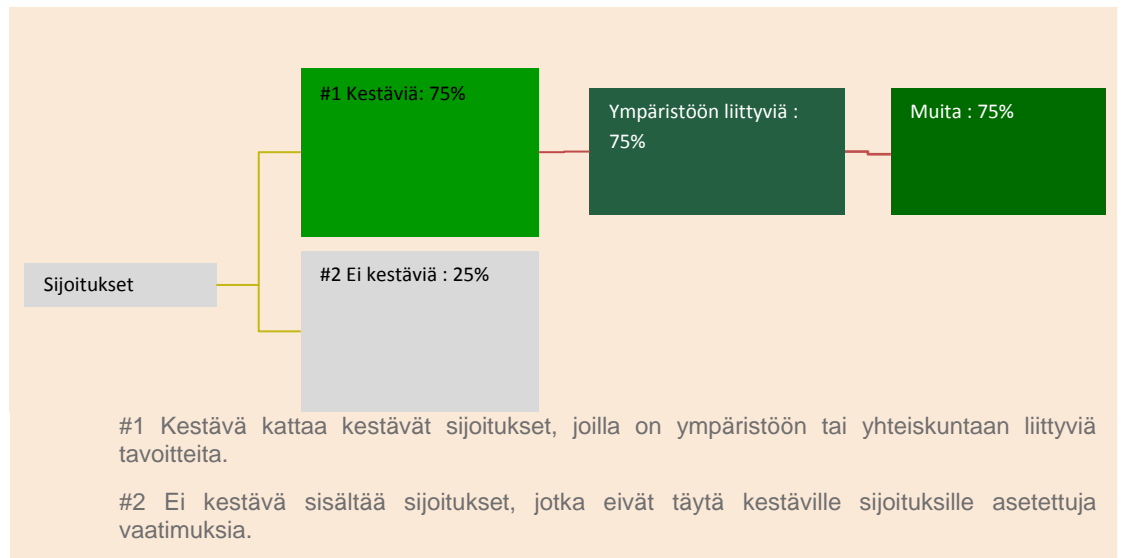 #1 Kestäviä: 75%
Ympäristöön liittyviä :
75%
Muita : 75%
Sijoitukset
#2 Ei kestäviä : 25%
#1 Kestävä kattaa kestävät sijoitukset, joilla on ympäristöön tai yhteiskuntaan liittyviä
tavoitteita.
#2 Ei kestävä sisältää sijoitukset, jotka eivät täytä kestäville sijoituksille asetettuja
vaatimuksia.